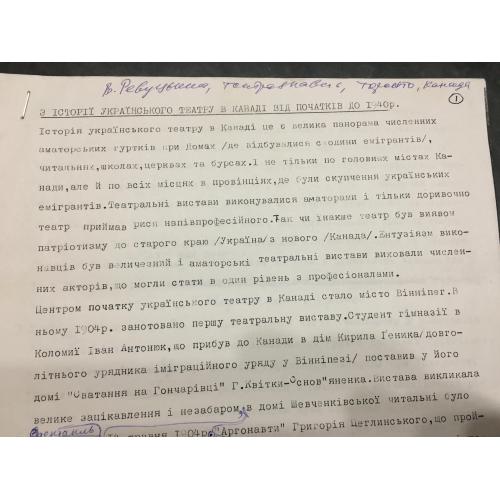 В. Ревуцький, театрознавець, Торонто, Канада
1
З ІСТОРІЇ УКРАЇНСЬКОГО ТЕАТРУ В КАНАДІ ВІД ПОЧАТКІВ ДО 1940р.
Історія українського театру в Канаді це є велика панорама численних
аматорських гуртків при Домах /де відбувалися сходини емігрантів/,
читальнях,школах,церквах та бурсах.І не тільки по головних містах Ка-
нади,але й по всіх місцях в провінціях,де були скупчення українських
емігрантів.Театральні вистави виконувалися аматорами і тільки доривочно
театр приймав риси напівпрофесійного.Так чи інакше театр був виявом
патріотизму до старого краю /Україна/з нового /Канада/.Ентузіязм вико-
навців був величезний і аматорські театральні вистави виховали числен-
них акторів,що могли стати в один рівень з професіоналами.
Центром початку українського театру в Канаді стало місто Вінніпег.В
ньому 1904р. занотовано першу театральну виставу.Студент гімназії в
Коломиї Іван Антонюк,що прибув до Канади в дім Кирила Геника/довго-
літнього урядника іміграційного уряду у Вінніпезі/ поставив у його
домі "Сватання на Гончарівці" Г.Квітки-Основ"яненка.Вистава викликала
велике зацікавлення і незабаром,в домі Шевченківської читальні було
травня 1904р. "Аргонавти" Григорія Цеглинського,що прой-